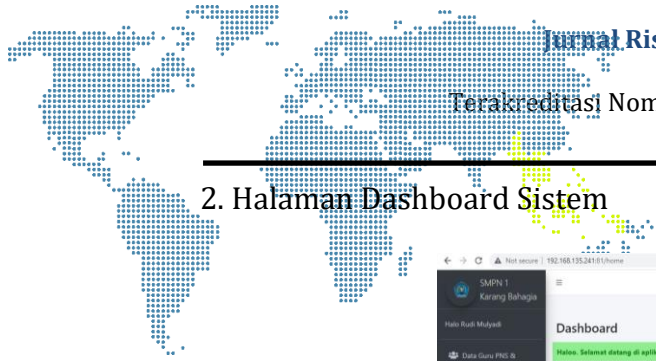 Jurnal Ris
Terakreditasi Nom
2. Halaman Dashboard Sistem
Not secure | 192.168.135.241:81/home
SMPN 1
Karang Bahagia
Halo Rudi Mulyadi
Dashboard
Haloo. Selamat datang di aplik
Data Guru PNS &